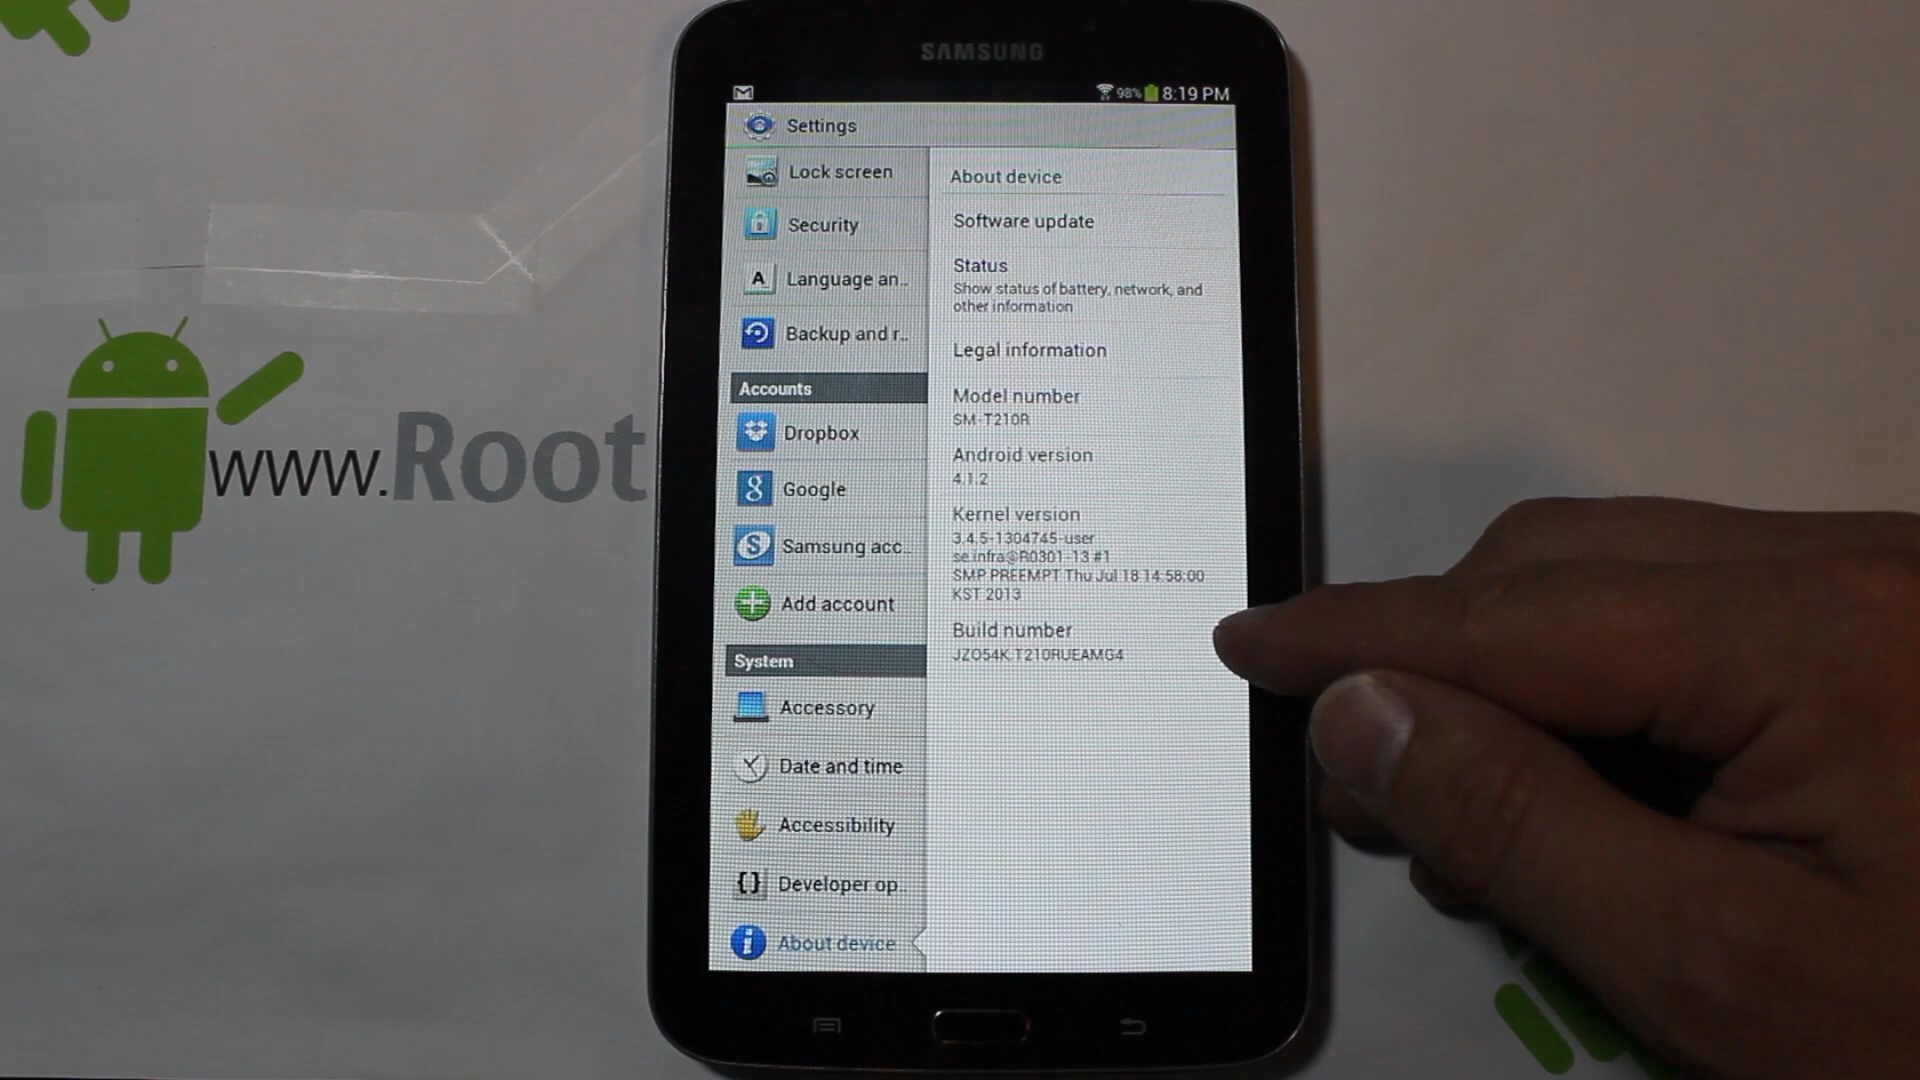 SAMSUNG
98% 8:19 PM
Settings
Lock screen
Security
Language an..
Backup and r..
Accounts
Dropbox
Google
Samsung acc..
Add account
System
Accessory
Date and time
Accessibility
Developer op..
About device
About device
Software update
Status
Show status of battery, network, and
other information
Legal information
Model number
SM-T210R
Android version
4.1.2
Kernel version
3.4.5-1304745-user
se.infra@R0301-13 #1
SMP PREEMPT Thu Jul 18 14:58:00
KST 2013
Build number
JZO54K.T210RUEAMG4
www.Root